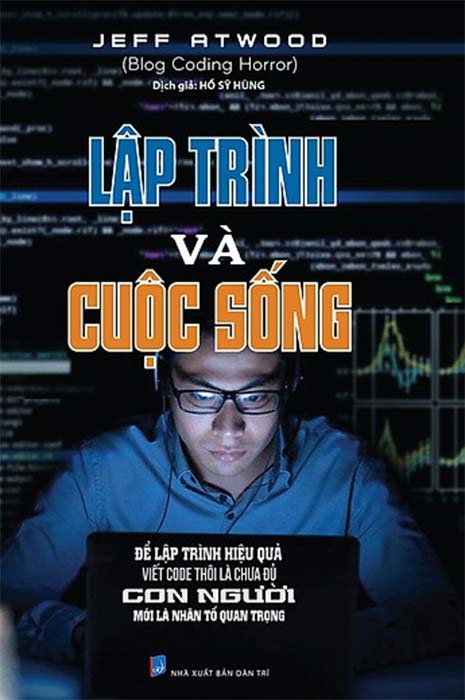 JEFF ATWOOD
(Blog Coding Horror)
Dịch giả: HỒ SỸ HÙNG
LẬP TRÌNH
VÀ
CUỘC SỐNG
ĐỂ LẬP TRÌNH HIỆU QUẢ
VIẾT CODE THÔI LÀ CHƯA ĐỦ
CON NGƯỜI
MỚI LÀ NHÂN TỐ QUAN TRỌNG
NHÀ XUẤT BẢN DÂN TRÍ